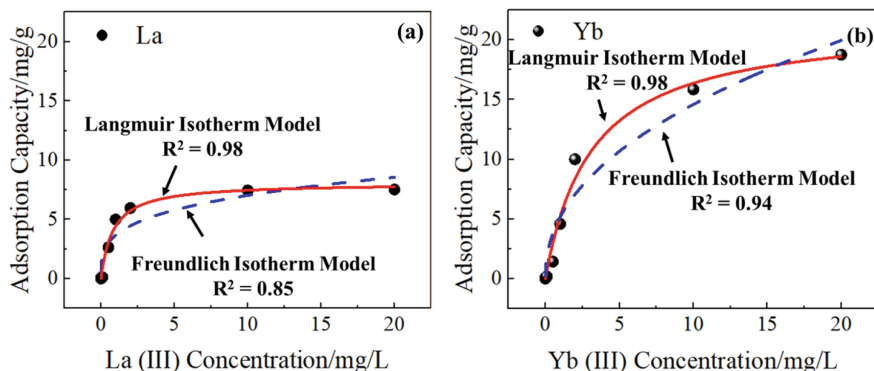 La
(a)
Langmuir Isotherm Model
R² = 0.98
Freundlich Isotherm Model
R² = 0.85
Adsorption Capacity/mg/g
20
15
10
5
0
0
5
10
15
20
La (III) Concentration/mg/L
Yb
(b)
Langmuir Isotherm Model
R² = 0.98
Freundlich Isotherm Model
R² = 0.94
Adsorption Capacity/mg/g
20
15
10
5
0
0
5
10
15
20
Yb (III) Concentration/mg/L